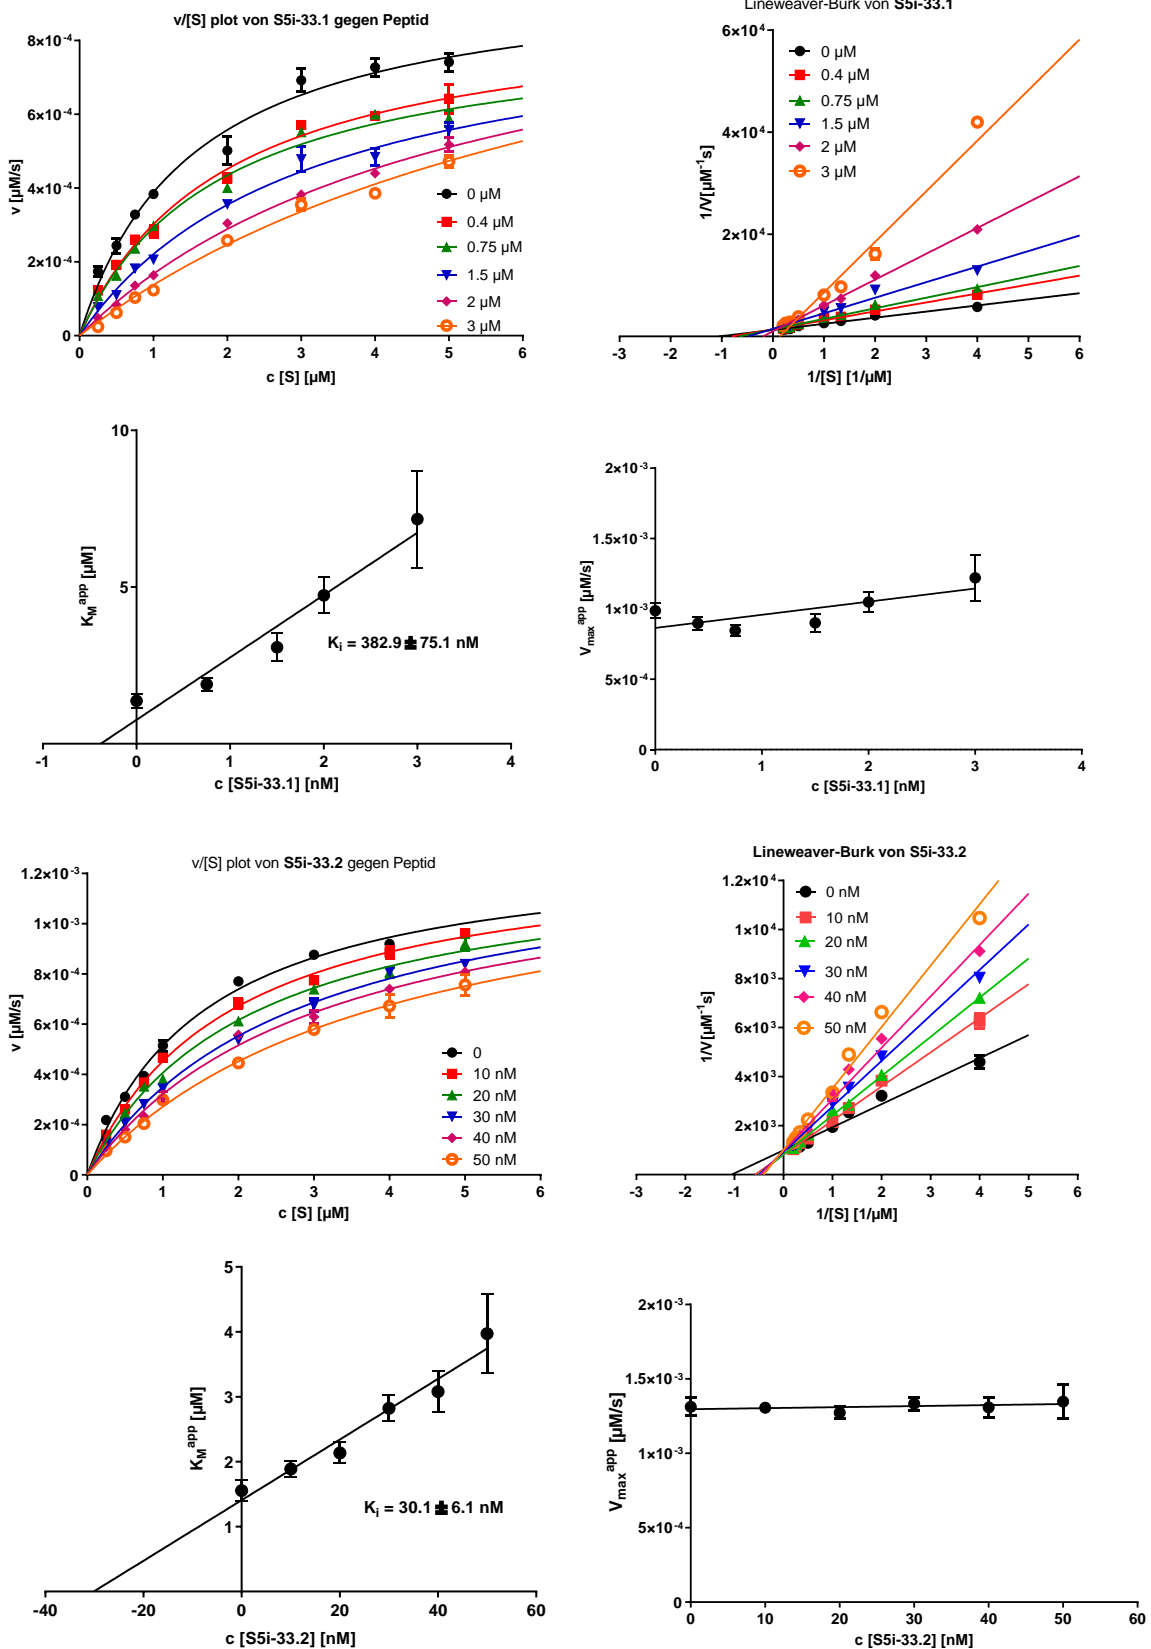 v/[S] plot von S5i-33.1 gegen Peptid
8×10⁻⁴
6×10⁻⁴
4×10⁻⁴
2×10⁻⁴
0
v [µM/s]
0 1 2 3 4 5 6
c [S] [µM]
0 µM
0.4 µM
0.75 µM
1.5 µM
2 µM
3 µM
Lineweaver-Burk von S5i-33.1
6×10⁴
4×10⁴
2×10⁴
1/V[µM⁻¹s]
-3 -2 -1 0 1 2 3 4 5 6
1/[S] [1/µM]
0 µM
0.4 µM
0.75 µM
1.5 µM
2 µM
3 µM
10
5
K_M^app [µM]
K_i = 382.9 ± 75.1 nM
-1 0 1 2 3 4
c [S5i-33.1] [nM]
2×10⁻³
1.5×10⁻³
1×10⁻³
5×10⁻⁴
0
V_max^app [µM/s]
0 1 2 3 4
c [S5i-33.1] [nM]
v/[S] plot von S5i-33.2 gegen Peptid
1.2×10⁻³
1×10⁻³
8×10⁻⁴
6×10⁻⁴
4×10⁻⁴
2×10⁻⁴
0
v [µM/s]
0 1 2 3 4 5 6
c [S] [µM]
0
10 nM
20 nM
30 nM
40 nM
50 nM
Lineweaver-Burk von S5i-33.2
1.2×10⁴
1×10⁴
8×10³
6×10³
4×10³
2×10³
1/V[µM⁻¹s]
-3 -2 -1 0 1 2 3 4 5 6
1/[S] [1/µM]
0 nM
10 nM
20 nM
30 nM
40 nM
50 nM
5
4
3
2
1
K_M^app [µM]
K_i = 30.1 ± 6.1 nM
-40 -20 0 20 40 60
c [S5i-33.2] [nM]
2×10⁻³
1.5×10⁻³
1×10⁻³
5×10⁻⁴
0
V_max^app [µM/s]
0 10 20 30 40 50 60
c [S5i-33.2] [nM]